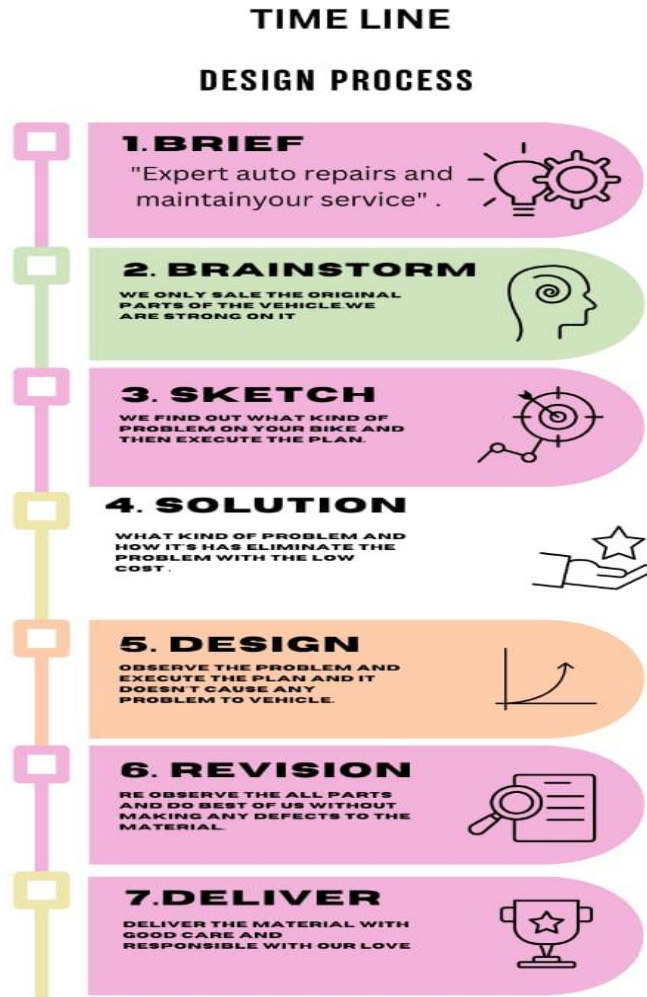 TIME LINE
DESIGN PROCESS
1.BRIEF
"Expert auto repairs and
maintainyour service" .
2. BRAINSTORM
WE ONLY SALE THE ORIGINAL
PARTS OF THE VEHICLE.WE
ARE STRONG ON IT
3. SKETCH
WE FIND OUT WHAT KIND OF
PROBLEM ON YOUR BIKE AND
THEN EXECUTE THE PLAN.
4. SOLUTION
WHAT KIND OF PROBLEM AND
HOW IT'S HAS ELIMINATE THE
PROBLEM WITH THE LOW
COST .
5. DESIGN
OBSERVE THE PROBLEM AND
EXECUTE THE PLAN AND IT
DOESN'T CAUSE ANY
PROBLEM TO VEHICLE.
6. REVISION
RE OBSERVE THE ALL PARTS
AND DO BEST OF US WITHOUT
MAKING ANY DEFECTS TO THE
MATERIAL.
7.DELIVER
DELIVER THE MATERIAL WITH
GOOD CARE AND
RESPONSIBLE WITH OUR LOVE